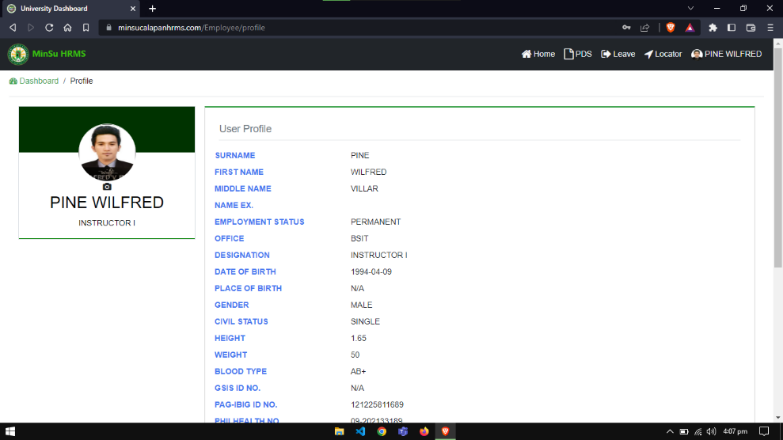 University Dashboard
minsucalapanhrms.com/Employee/profile
MinSu HRMS
Home PDS Leave Locator PINE WILFRED
Dashboard / Profile
User Profile
SURNAME PINE
FIRST NAME WILFRED
MIDDLE NAME VILLAR
NAME EX.
EMPLOYMENT STATUS PERMANENT
OFFICE BSIT
DESIGNATION INSTRUCTOR I
DATE OF BIRTH 1994-04-09
PLACE OF BIRTH N/A
GENDER MALE
CIVIL STATUS SINGLE
HEIGHT 1.65
WEIGHT 50
BLOOD TYPE AB+
GSIS ID NO. N/A
PAG-IBIG ID NO. 121225811689
PHILHEALTH NO. 09-202133189
PINE WILFRED
INSTRUCTOR I
4:07 pm